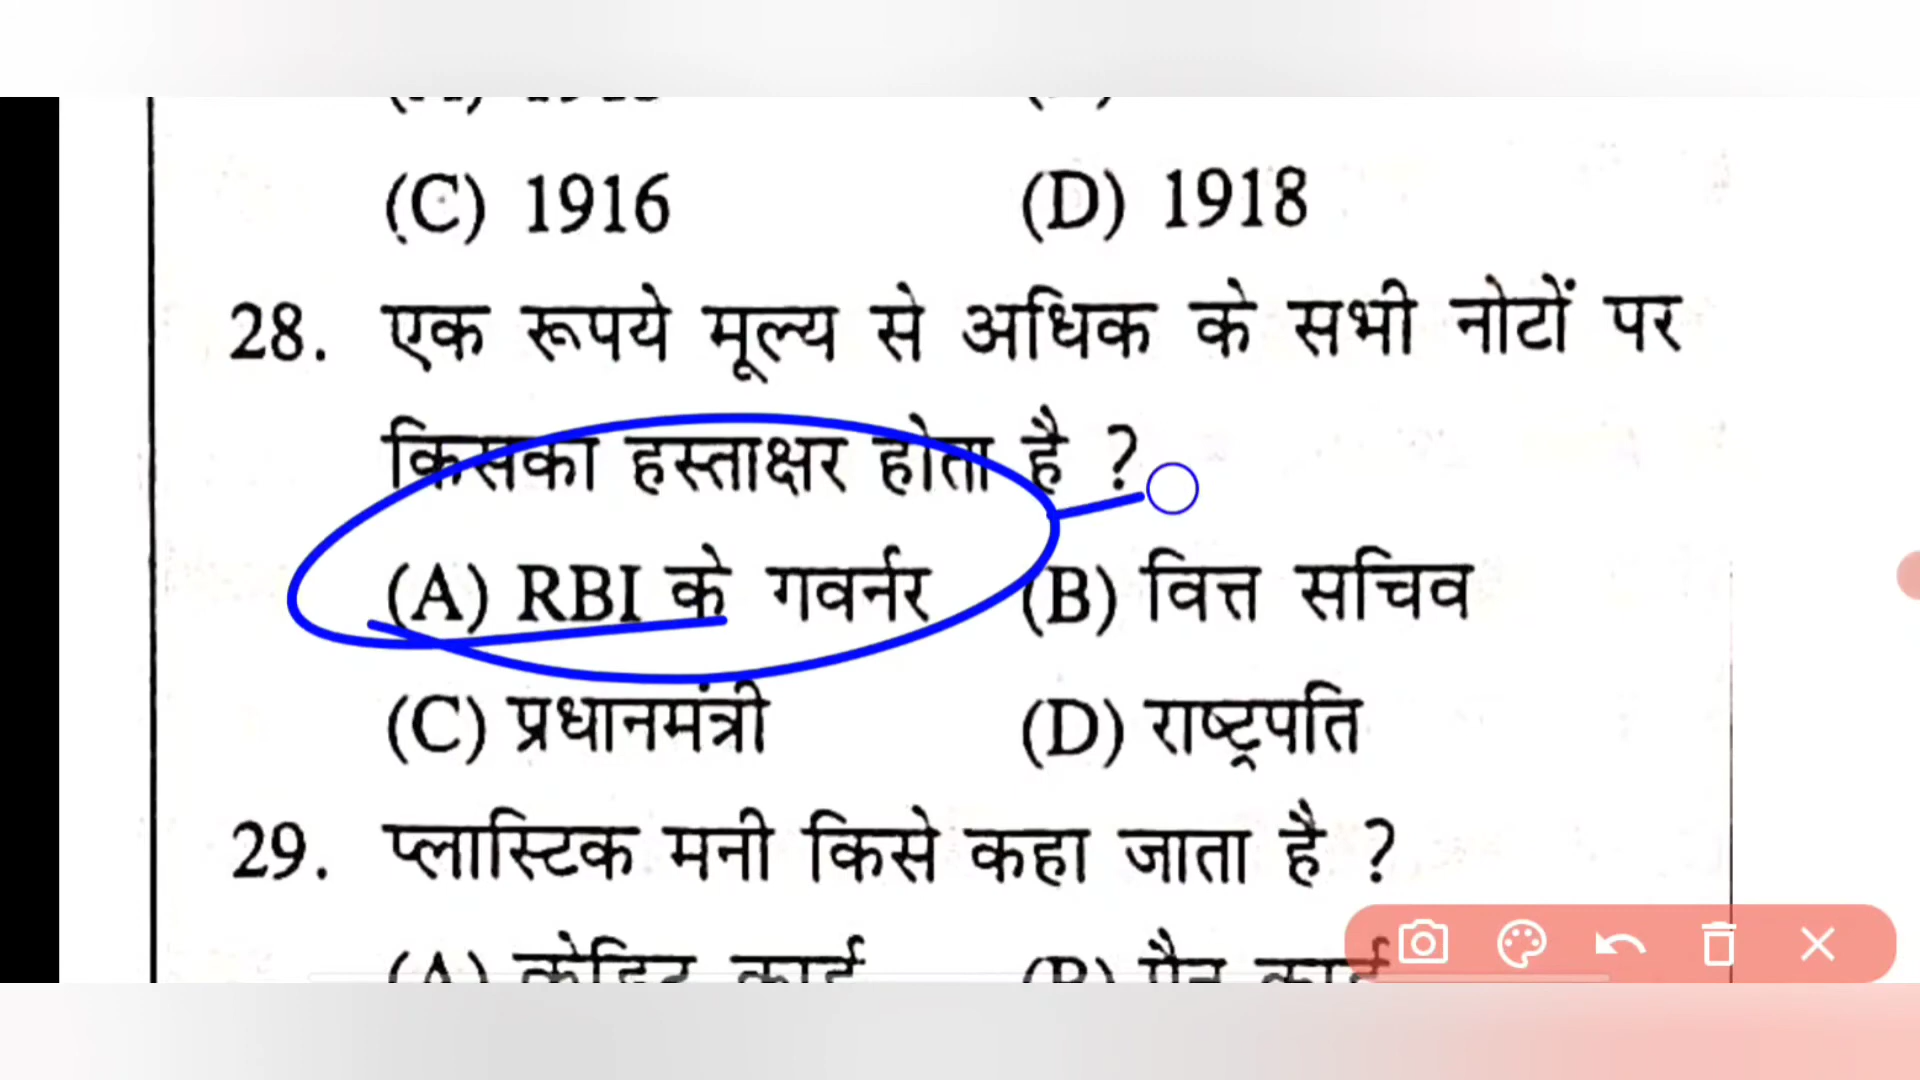 (C) 1916 (D) 1918
28. एक रूपये मूल्य से अधिक के सभी नोटों पर
किसका हस्ताक्षर होता है ?
(A) RBI के गवर्नर (B) वित्त सचिव
(C) प्रधानमंत्री (D) राष्ट्रपति
29. प्लास्टिक मनी किसे कहा जाता है ?